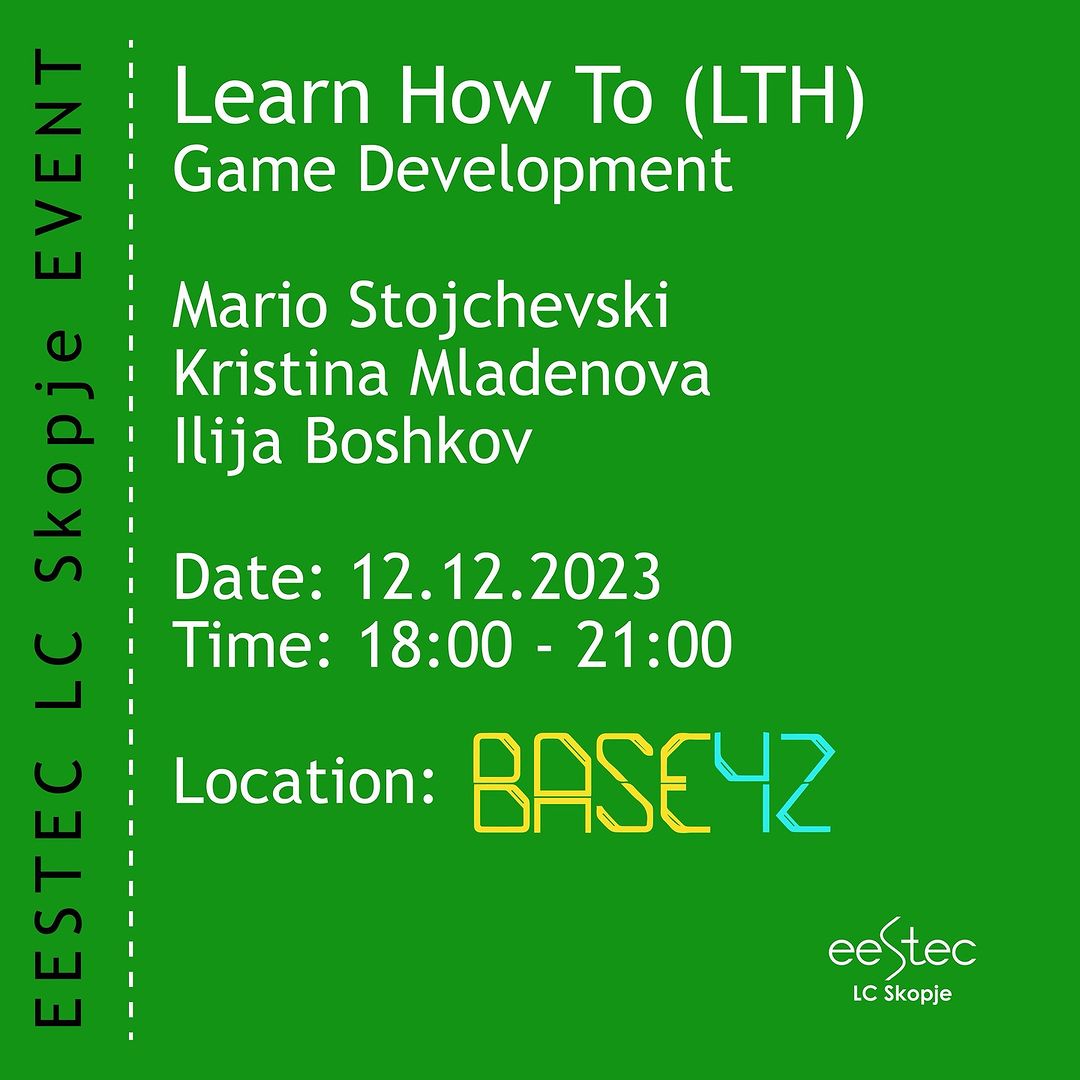 EESTEC LC Skopje EVENT
Learn How To (LTH)
Game Development
Mario Stojchevski
Kristina Mladenova
Ilija Boshkov
Date: 12.12.2023
Time: 18:00 - 21:00
Location: BASE42
eestec
LC Skopje